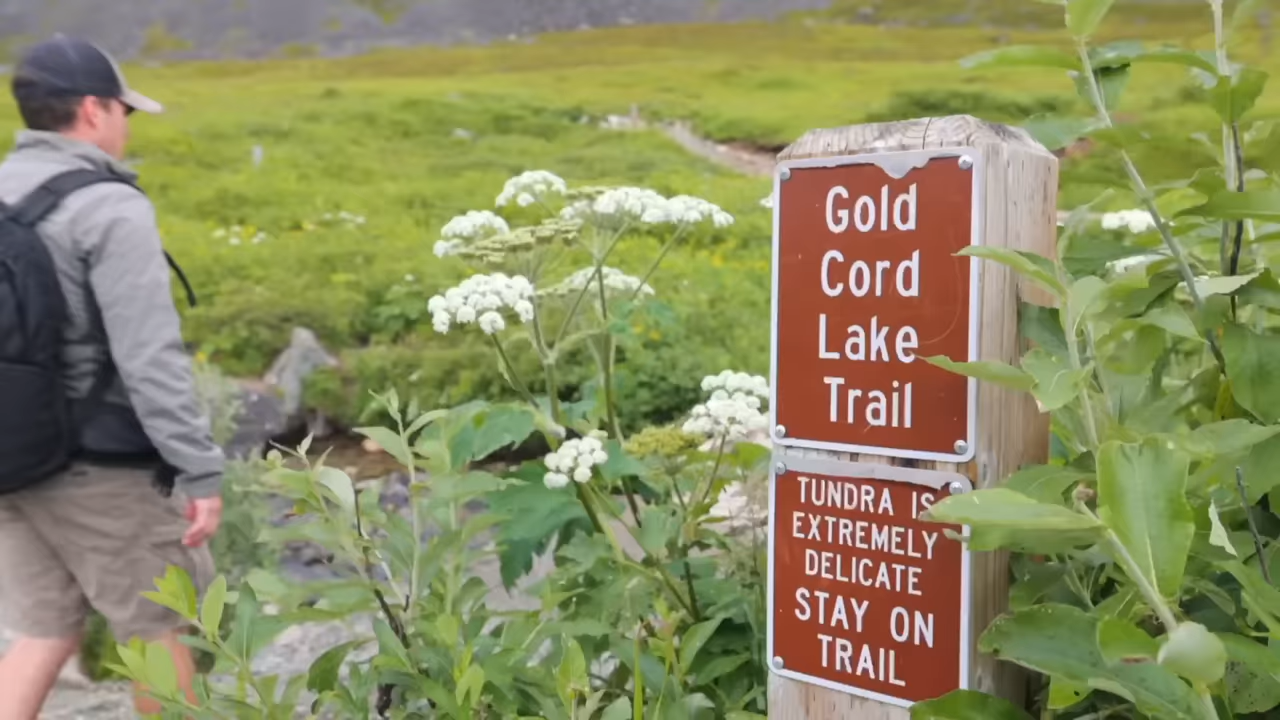 Gold
Cord
Lake
Trail
TUNDRA IS
EXTREMELY
DELICATE
STAY ON
TRAIL